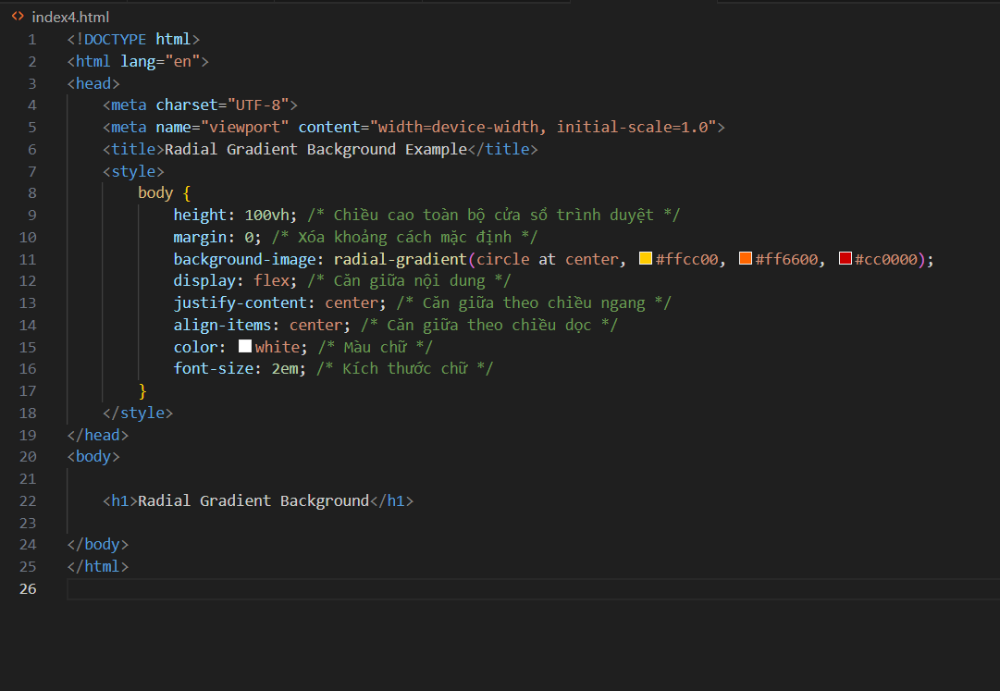 index4.html
1 <!DOCTYPE html>
2 <html lang="en">
3 <head>
4     <meta charset="UTF-8">
5     <meta name="viewport" content="width=device-width, initial-scale=1.0">
6     <title>Radial Gradient Background Example</title>
7     <style>
8         body {
9             height: 100vh; /* Chiều cao toàn bộ cửa sổ trình duyệt */
10             margin: 0; /* Xóa khoảng cách mặc định */
11             background-image: radial-gradient(circle at center, #ffcc00, #ff6600, #cc0000);
12             display: flex; /* Căn giữa nội dung */
13             justify-content: center; /* Căn giữa theo chiều ngang */
14             align-items: center; /* Căn giữa theo chiều dọc */
15             color: white; /* Màu chữ */
16             font-size: 2em; /* Kích thước chữ */
17         }
18     </style>
19 </head>
20 <body>
21
22     <h1>Radial Gradient Background</h1>
23
24 </body>
25 </html>
26